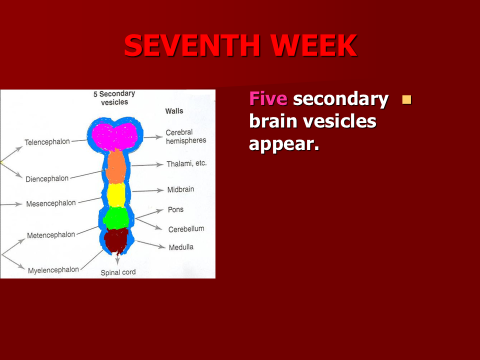 SEVENTH WEEK
5 Secondary
vesicles
Walls
Telencephalon
Cerebral
hemispheres
Thalami, etc.
Diencephalon
Midbrain
Mesencephalon
Pons
Metencephalon
Cerebellum
Medulla
Myelencephalon
Spinal cord
Five secondary
brain vesicles
appear.